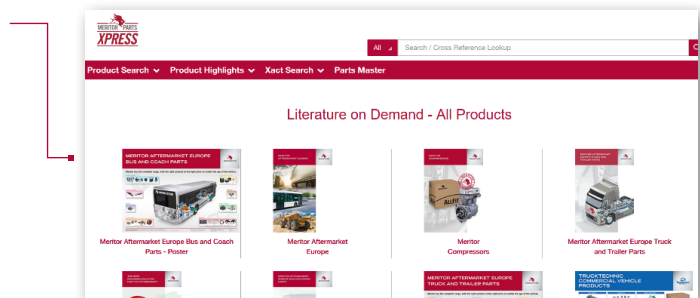 MERITOR PARTS
XPRESS
All
Search / Cross Reference Lookup
Product Search
Product Highlights
Xact Search
Parts Master
Literature on Demand - All Products
MERITOR AFTERMARKET EUROPE
BUS AND COACH PARTS
Meritor Aftermarket Europe Bus and Coach
Parts - Poster
Meritor Aftermarket
Europe
ALLFIT
Meritor
Compressors
Meritor Aftermarket Europe Truck
and Trailer Parts
MERITOR AFTERMARKET EUROPE
TRUCK AND TRAILER PARTS
TRUCKTECHNIC
COMMERCIAL VEHICLE
PRODUCTS